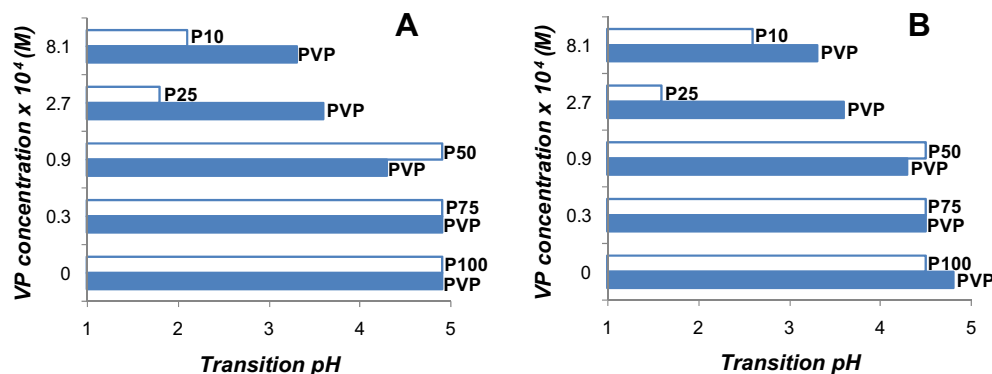 A
VP concentration x 10⁴ (M)
8.1
P10
PVP
2.7
P25
PVP
0.9
P50
PVP
0.3
P75
PVP
0
P100
PVP
1 2 3 4 5
Transition pH
B
VP concentration x 10⁴ (M)
8.1
P10
PVP
2.7
P25
PVP
0.9
P50
PVP
0.3
P75
PVP
0
P100
PVP
1 2 3 4 5
Transition pH